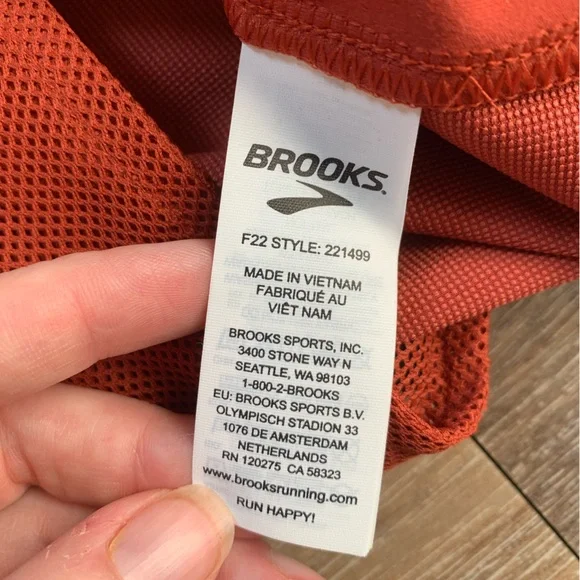 BROOKS
F22 STYLE: 221499
MADE IN VIETNAM
FABRIQUÉ AU
VIÊT NAM
BROOKS SPORTS, INC.
3400 STONE WAY N
SEATTLE, WA 98103
1-800-2-BROOKS
EU: BROOKS SPORTS B.V.
OLYMPISCH STADION 33
1076 DE AMSTERDAM
NETHERLANDS
RN 120275 CA 58323
www.brooksrunning.com
RUN HAPPY!